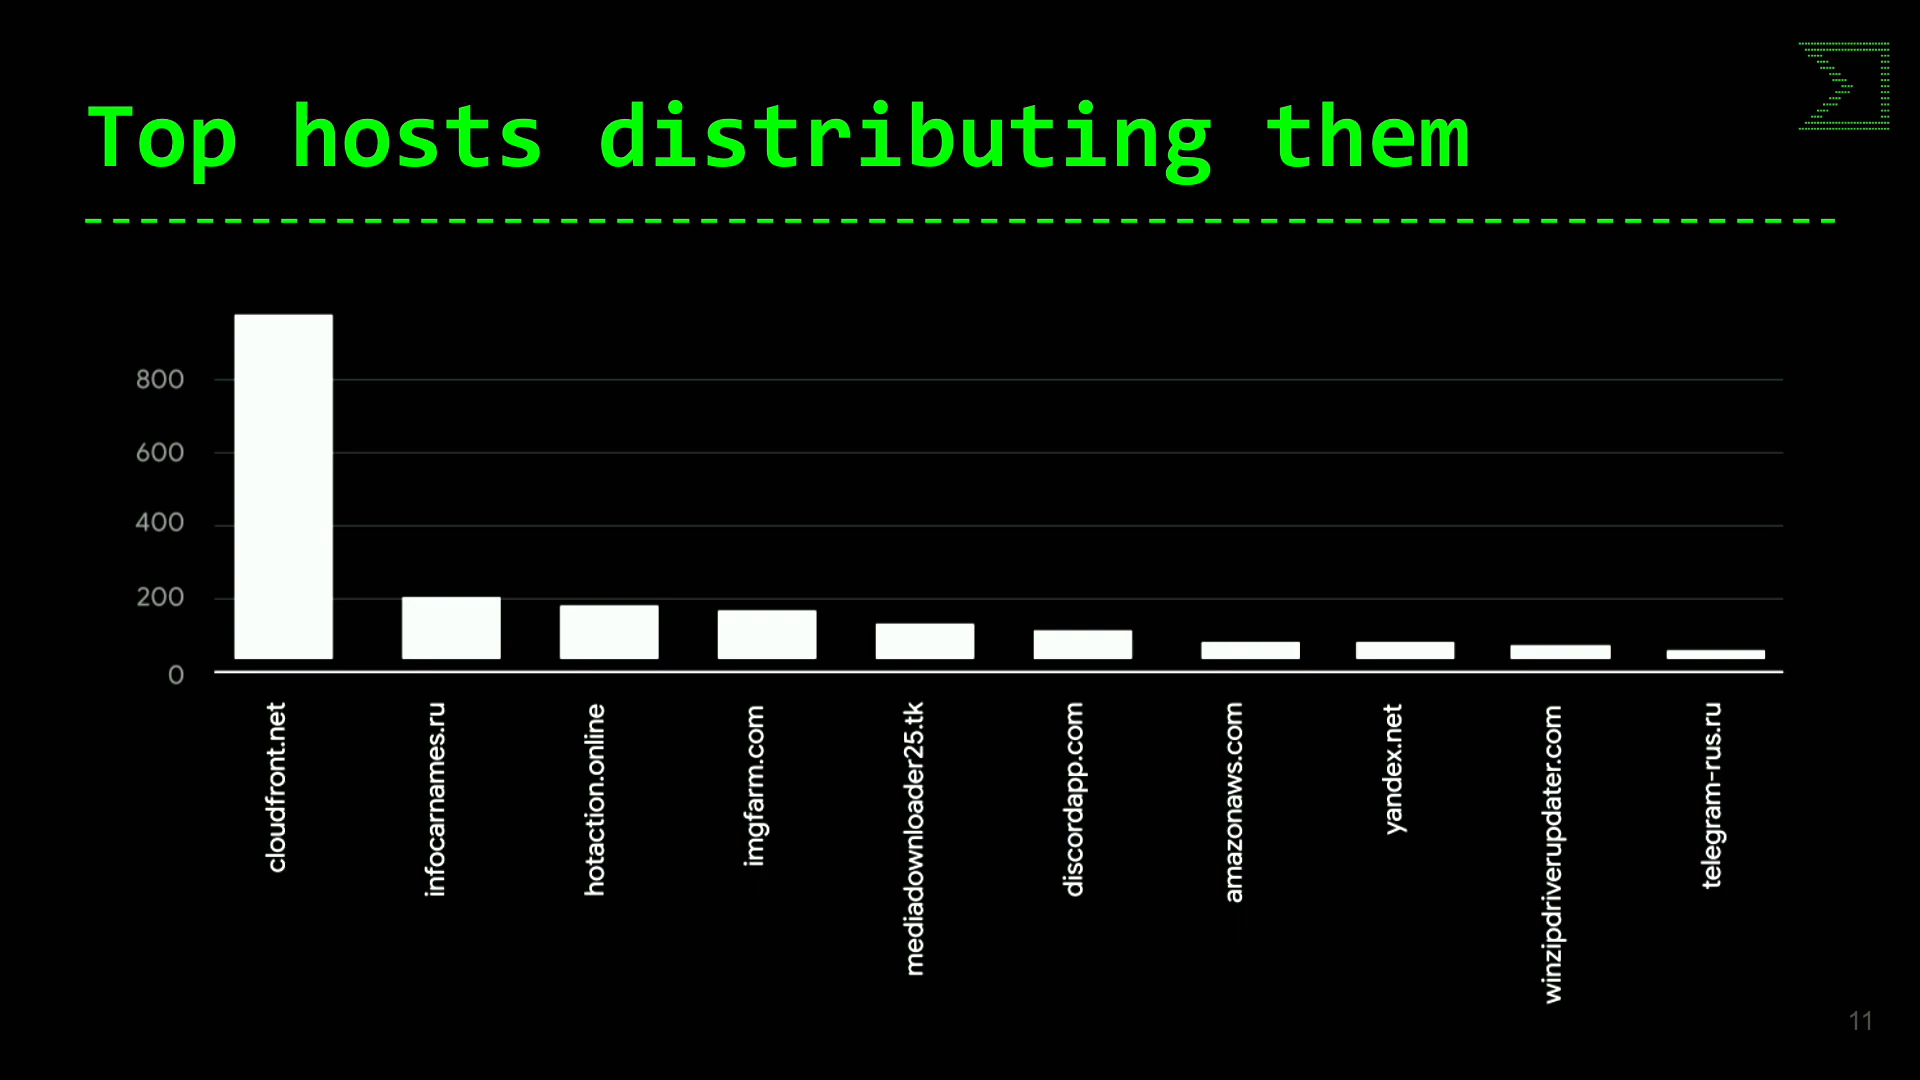 Top hosts distributing them
800
600
400
200
0
cloudfront.net
infocarnames.ru
hotaction.online
imgfarm.com
mediadownloader25.tk
discordapp.com
amazonaws.com
yandex.net
winzipdriverupdater.com
telegram-rus.ru
11